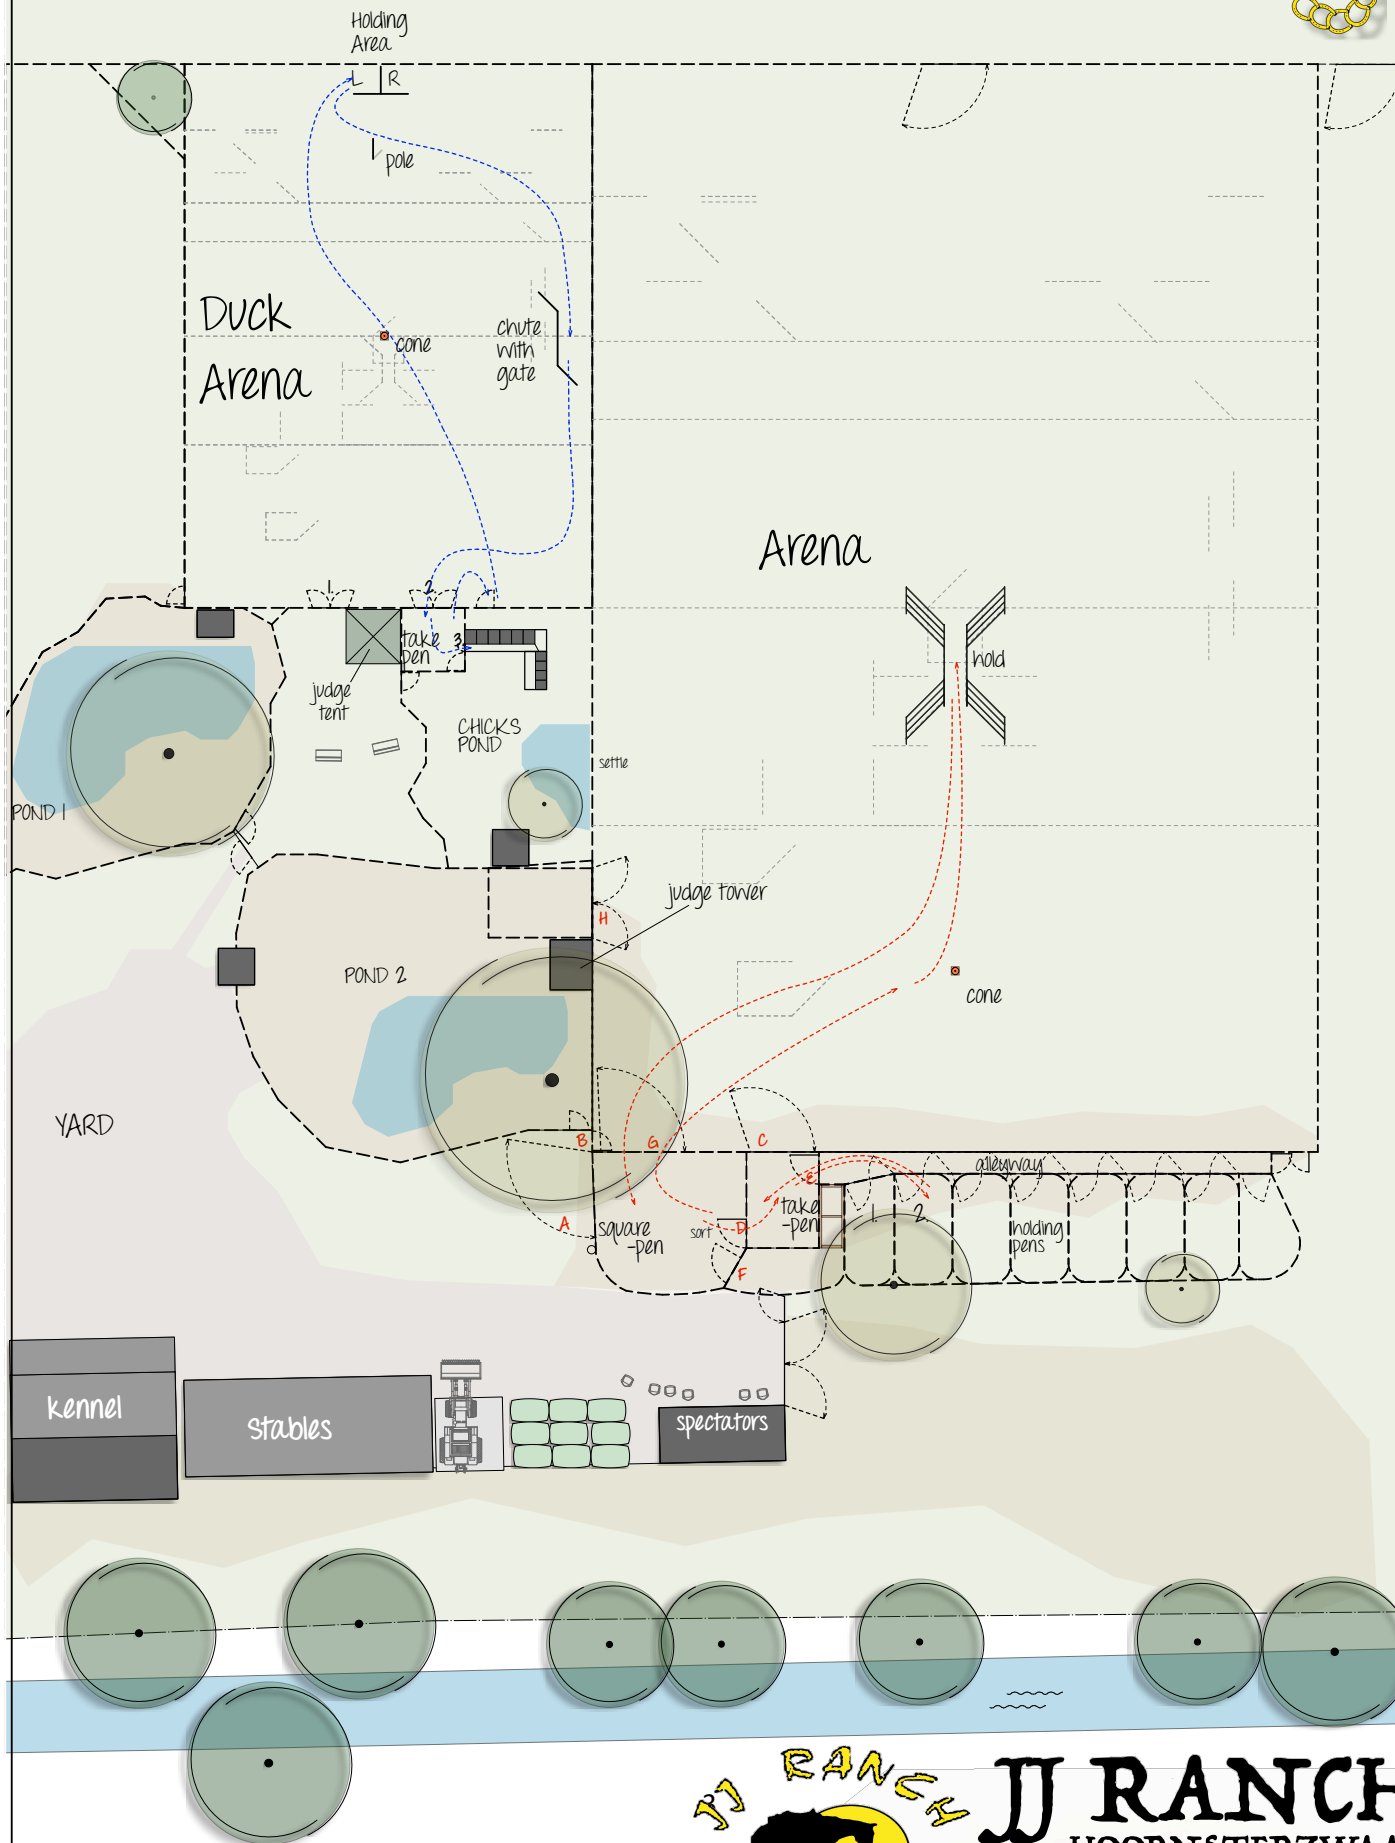 Holding
Area
L R
pole
Duck
Arena
cone
chute
with
gate
Arena
1.
2.
take
pen
3.
hold
judge
tent
CHICKS
POND
settle
POND 1
judge tower
H
POND 2
cone
YARD
B
G
C
alleyway
E
take
-pen
1.
2.
A
square
-pen
sort
D
holding
pens
F
kennel
stables
spectators
JJ RANCH
JJ RANCH